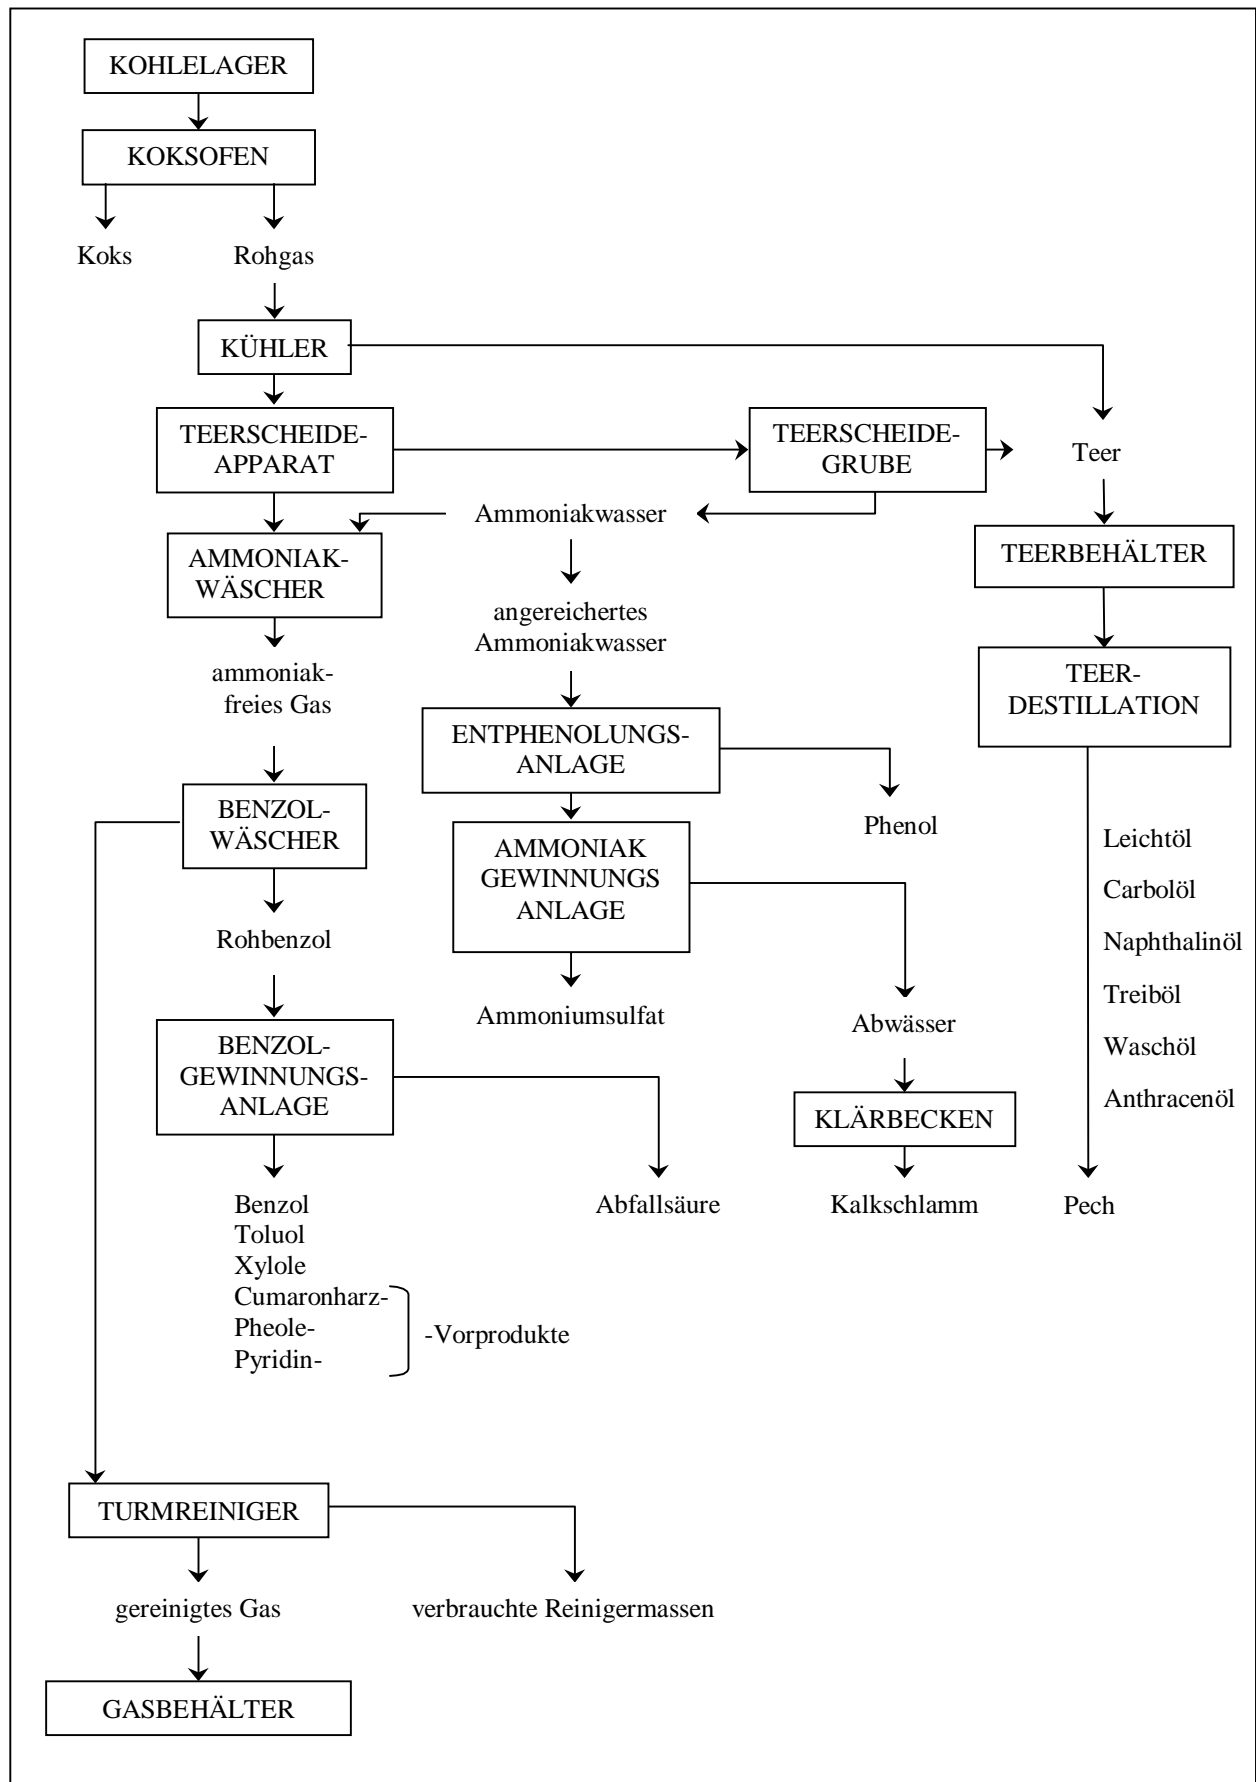 KOHLELAGER
KOKSOFEN
Koks
Rohgas
KÜHLER
TEERSCHEIDE-
APPARAT
TEERSCHEIDE-
GRUBE
Teer
Ammoniakwasser
AMMONIAK-
WÄSCHER
TEERBEHÄLTER
angereichertes
Ammoniakwasser
ammoniak-
freies Gas
TEER-
DESTILLATION
ENTPHENOLUNGS-
ANLAGE
BENZOL-
WÄSCHER
Phenol
AMMONIAK
GEWINNUNGS
ANLAGE
Leichtöl
Carbolöl
Naphthalinöl
Treiböl
Waschöl
Anthracenöl
Rohbenzol
Ammoniumsulfat
Abwässer
BENZOL-
GEWINNUNGS-
ANLAGE
KLÄRBECKEN
Benzol
Toluol
Xylole
Cumaronharz-
Pheole-
Pyridin-
-Vorprodukte
Abfallsäure
Kalkschlamm
Pech
TURMREINIGER
gereinigtes Gas
verbrauchte Reinigermassen
GASBEHÄLTER